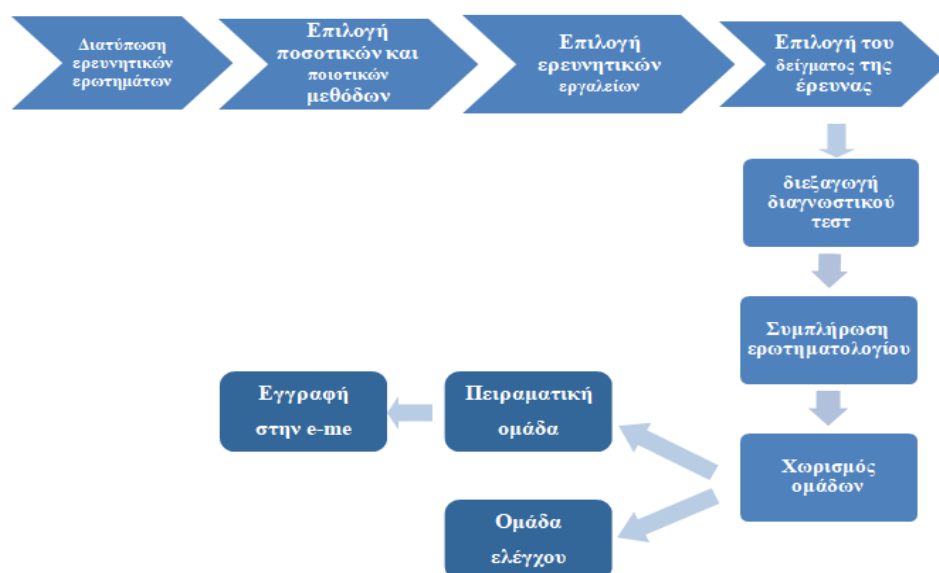 Διατύπωση
ερευνητικών
ερωτημάτων
Επιλογή
ποσοτικών και
ποιοτικών
μεθόδων
Επιλογή
ερευνητικών
εργαλείων
Επιλογή του
δείγματος της
έρευνας
διεξαγωγή
διαγνωστικού
τεστ
Συμπλήρωση
ερωτηματολογίου
Χωρισμός
ομάδων
Πειραματική
ομάδα
Εγγραφή
στην e-me
Ομάδα
ελέγχου